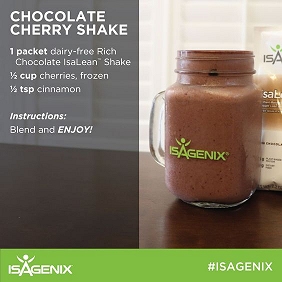 CHOCOLATE
CHERRY SHAKE
1 packet dairy-free Rich
Chocolate IsaLean™ Shake
½ cup cherries, frozen
½ tsp cinnamon
Instructions:
Blend and ENJOY!
ISAGENIX®
ISAGENIX
#ISAGENIX